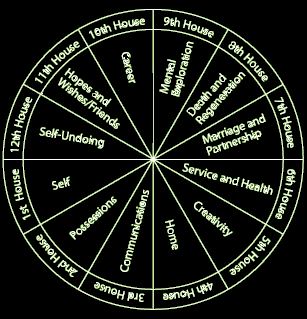 10th House
9th House
8th House
7th House
6th House
5th House
4th House
3rd House
2nd House
1st House
12th House
11th House
Career
Mental
Exploration
Death and
Regeneration
Marriage and
Partnership
Service and Health
Creativity
Home
Communications
Possessions
Self
Self-Undoing
Hopes and
Wishes/Friends